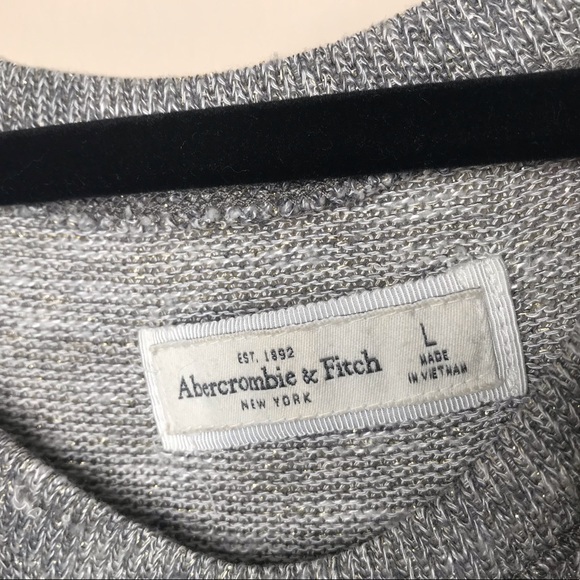 EST. 1892
Abercrombie & Fitch
NEW YORK
L
MADE
IN VIETNAM